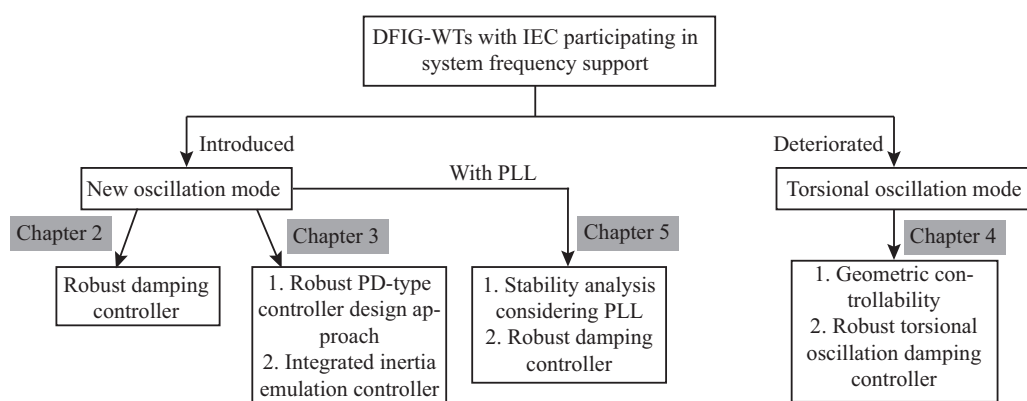 DFIG-WTs with IEC participating in
system frequency support
Introduced
Deteriorated
New oscillation mode
With PLL
Torsional oscillation mode
Chapter 2
Chapter 3
Chapter 5
Chapter 4
Robust damping
controller
1. Robust PD-type
controller design ap-
proach
2. Integrated inertia
emulation controller
1. Stability analysis
considering PLL
2. Robust damping
controller
1. Geometric con-
trollability
2. Robust torsional
oscillation damping
controller